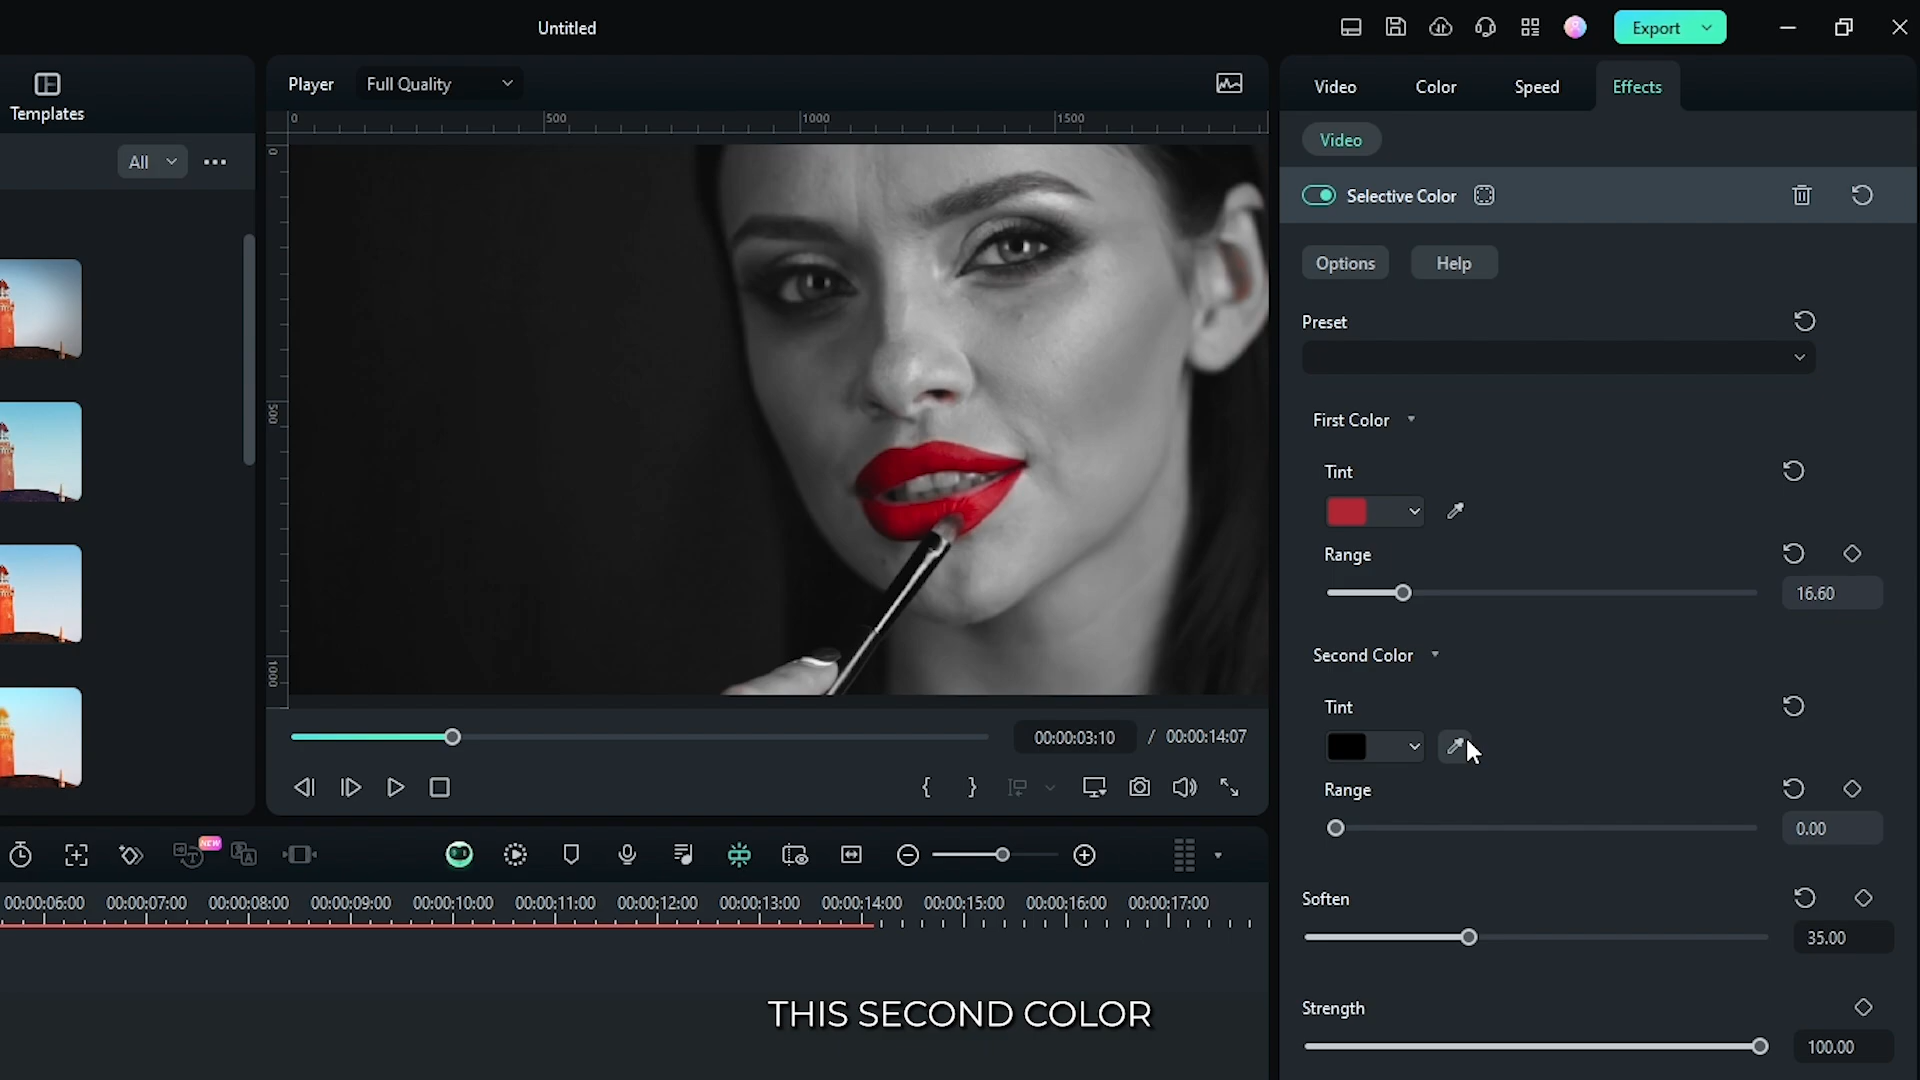 Untitled
Export
Templates
Player
Full Quality
Video
Color
Speed
Effects
0
500
1000
1500
Video
All
0
Selective Color
Options
Help
Preset
500
First Color
Tint
Range
16.60
Second Color
1000
Tint
00:00:03:10 / 00:00:14:07
Range
0.00
NEW
T
A
00:00:06:00 00:00:07:00 00:00:08:00 00:00:09:00 00:00:10:00 00:00:11:00 00:00:12:00 00:00:13:00 00:00:14:00 00:00:15:00 00:00:16:00 00:00:17:00
Soften
35.00
THIS SECOND COLOR
Strength
100.00